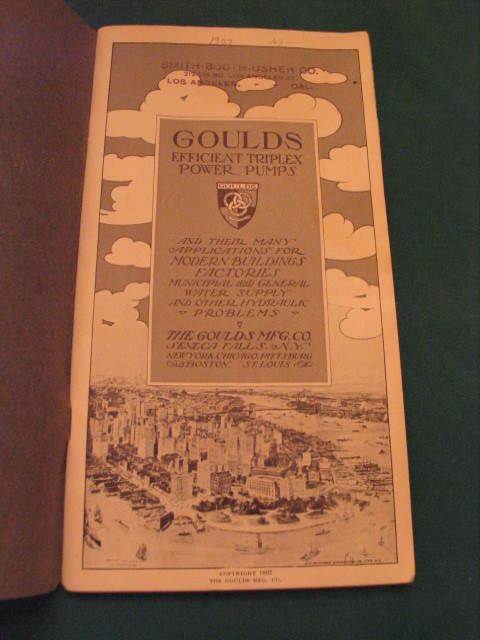 1907
SMITH-BOOTH-USHER CO.
LOS ANGELES, CAL.
GOULDS
EFFICIENT TRIPLEX
POWER PUMPS
GOULDS
AND THEIR MANY
APPLICATIONS FOR
MODERN BUILDINGS
FACTORIES
MUNICIPAL AND GENERAL
WATER SUPPLY
AND OTHER HYDRAULIC
PROBLEMS
THE GOULDS MFG. CO.
SENECA FALLS, N.Y.
NEW YORK, CHICAGO, PITTSBURG
BOSTON. ST. LOUIS
COPYRIGHT 1907
THE GOULDS MFG. CO.